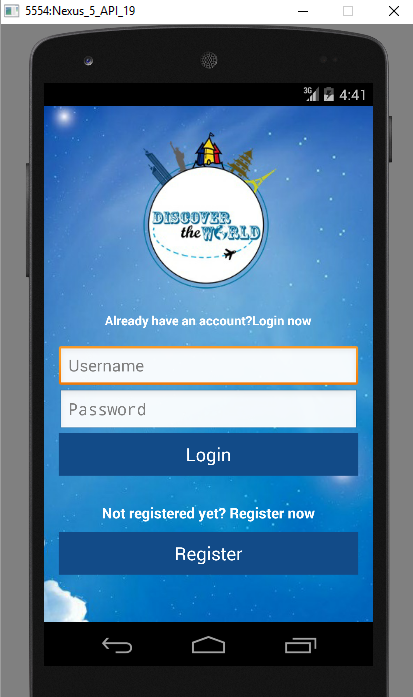 5554:Nexus_5_API_19
3G 4:41
DISCOVER
the WORLD
Already have an account?Login now
Username
Password
Login
Not registered yet? Register now
Register